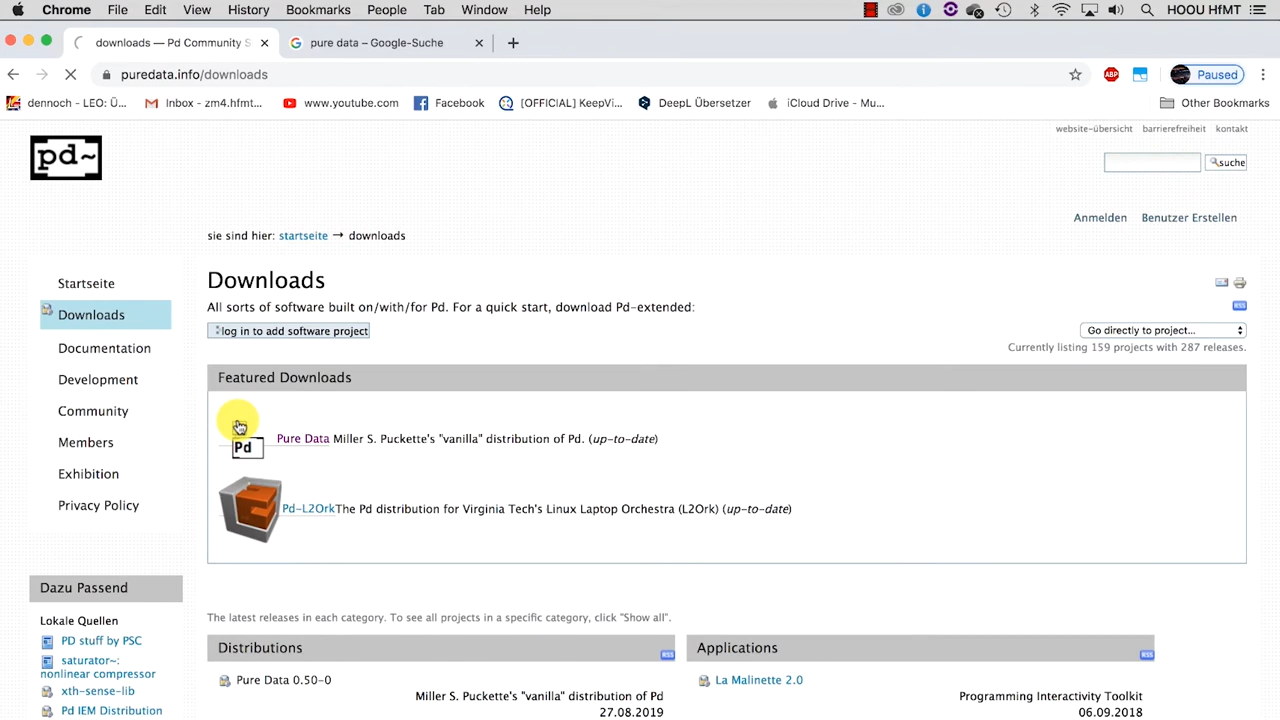 Chrome File Edit View History Bookmarks People Tab Window Help HOOU HfMT
downloads — Pd Community S
pure data – Google-Suche
puredata.info/downloads
ABP
Paused
dennoch - LEO: Ü...
Inbox - zm4.hfmt...
www.youtube.com
Facebook
[OFFICIAL] KeepVi...
DeepL Übersetzer
iCloud Drive - Mu...
Other Bookmarks
website-übersicht barrierefreiheit kontakt
pd~
suche
Anmelden Benutzer Erstellen
sie sind hier: startseite → downloads
Startseite
Downloads
Documentation
Development
Community
Members
Exhibition
Privacy Policy
Dazu Passend
Lokale Quellen
PD stuff by PSC
saturator~:
nonlinear compressor
xth-sense-lib
Pd IEM Distribution
Downloads
All sorts of software built on/with/for Pd. For a quick start, download Pd-extended:
RSS
log in to add software project
Go directly to project...
Currently listing 159 projects with 287 releases.
Featured Downloads
Pd
Pure Data Miller S. Puckette's "vanilla" distribution of Pd. (up-to-date)
Pd-L2OrkThe Pd distribution for Virginia Tech's Linux Laptop Orchestra (L2Ork) (up-to-date)
The latest releases in each category. To see all projects in a specific category, click "Show all".
Distributions
RSS
Pure Data 0.50-0
Miller S. Puckette's "vanilla" distribution of Pd
27.08.2019
Applications
RSS
La Malinette 2.0
Programming Interactivity Toolkit
06.09.2018